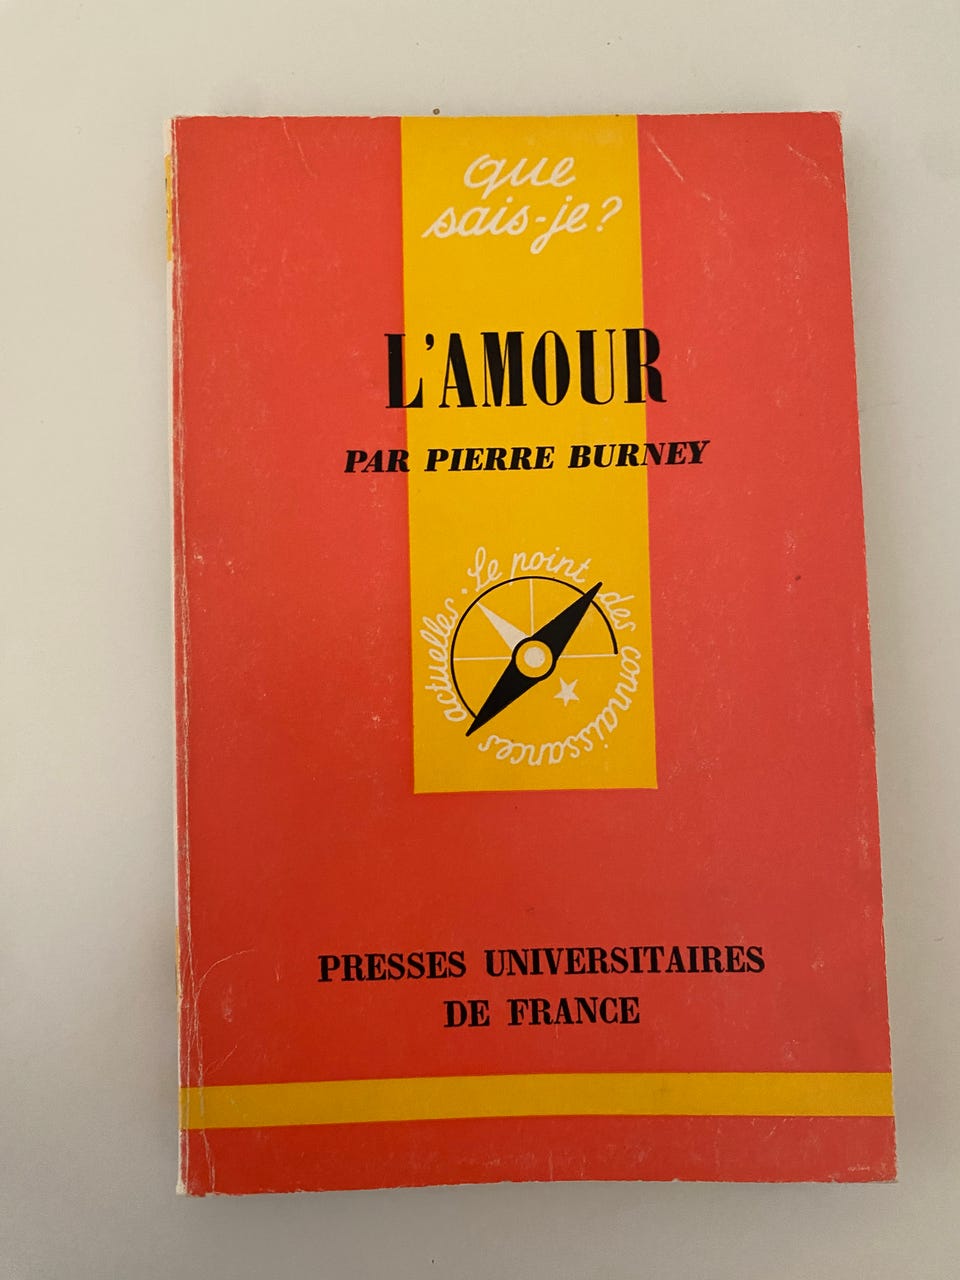 que
sais-je?
L'AMOUR
PAR PIERRE BURNEY
Le point des connaissances actuelles.
PRESSES UNIVERSITAIRES
DE FRANCE